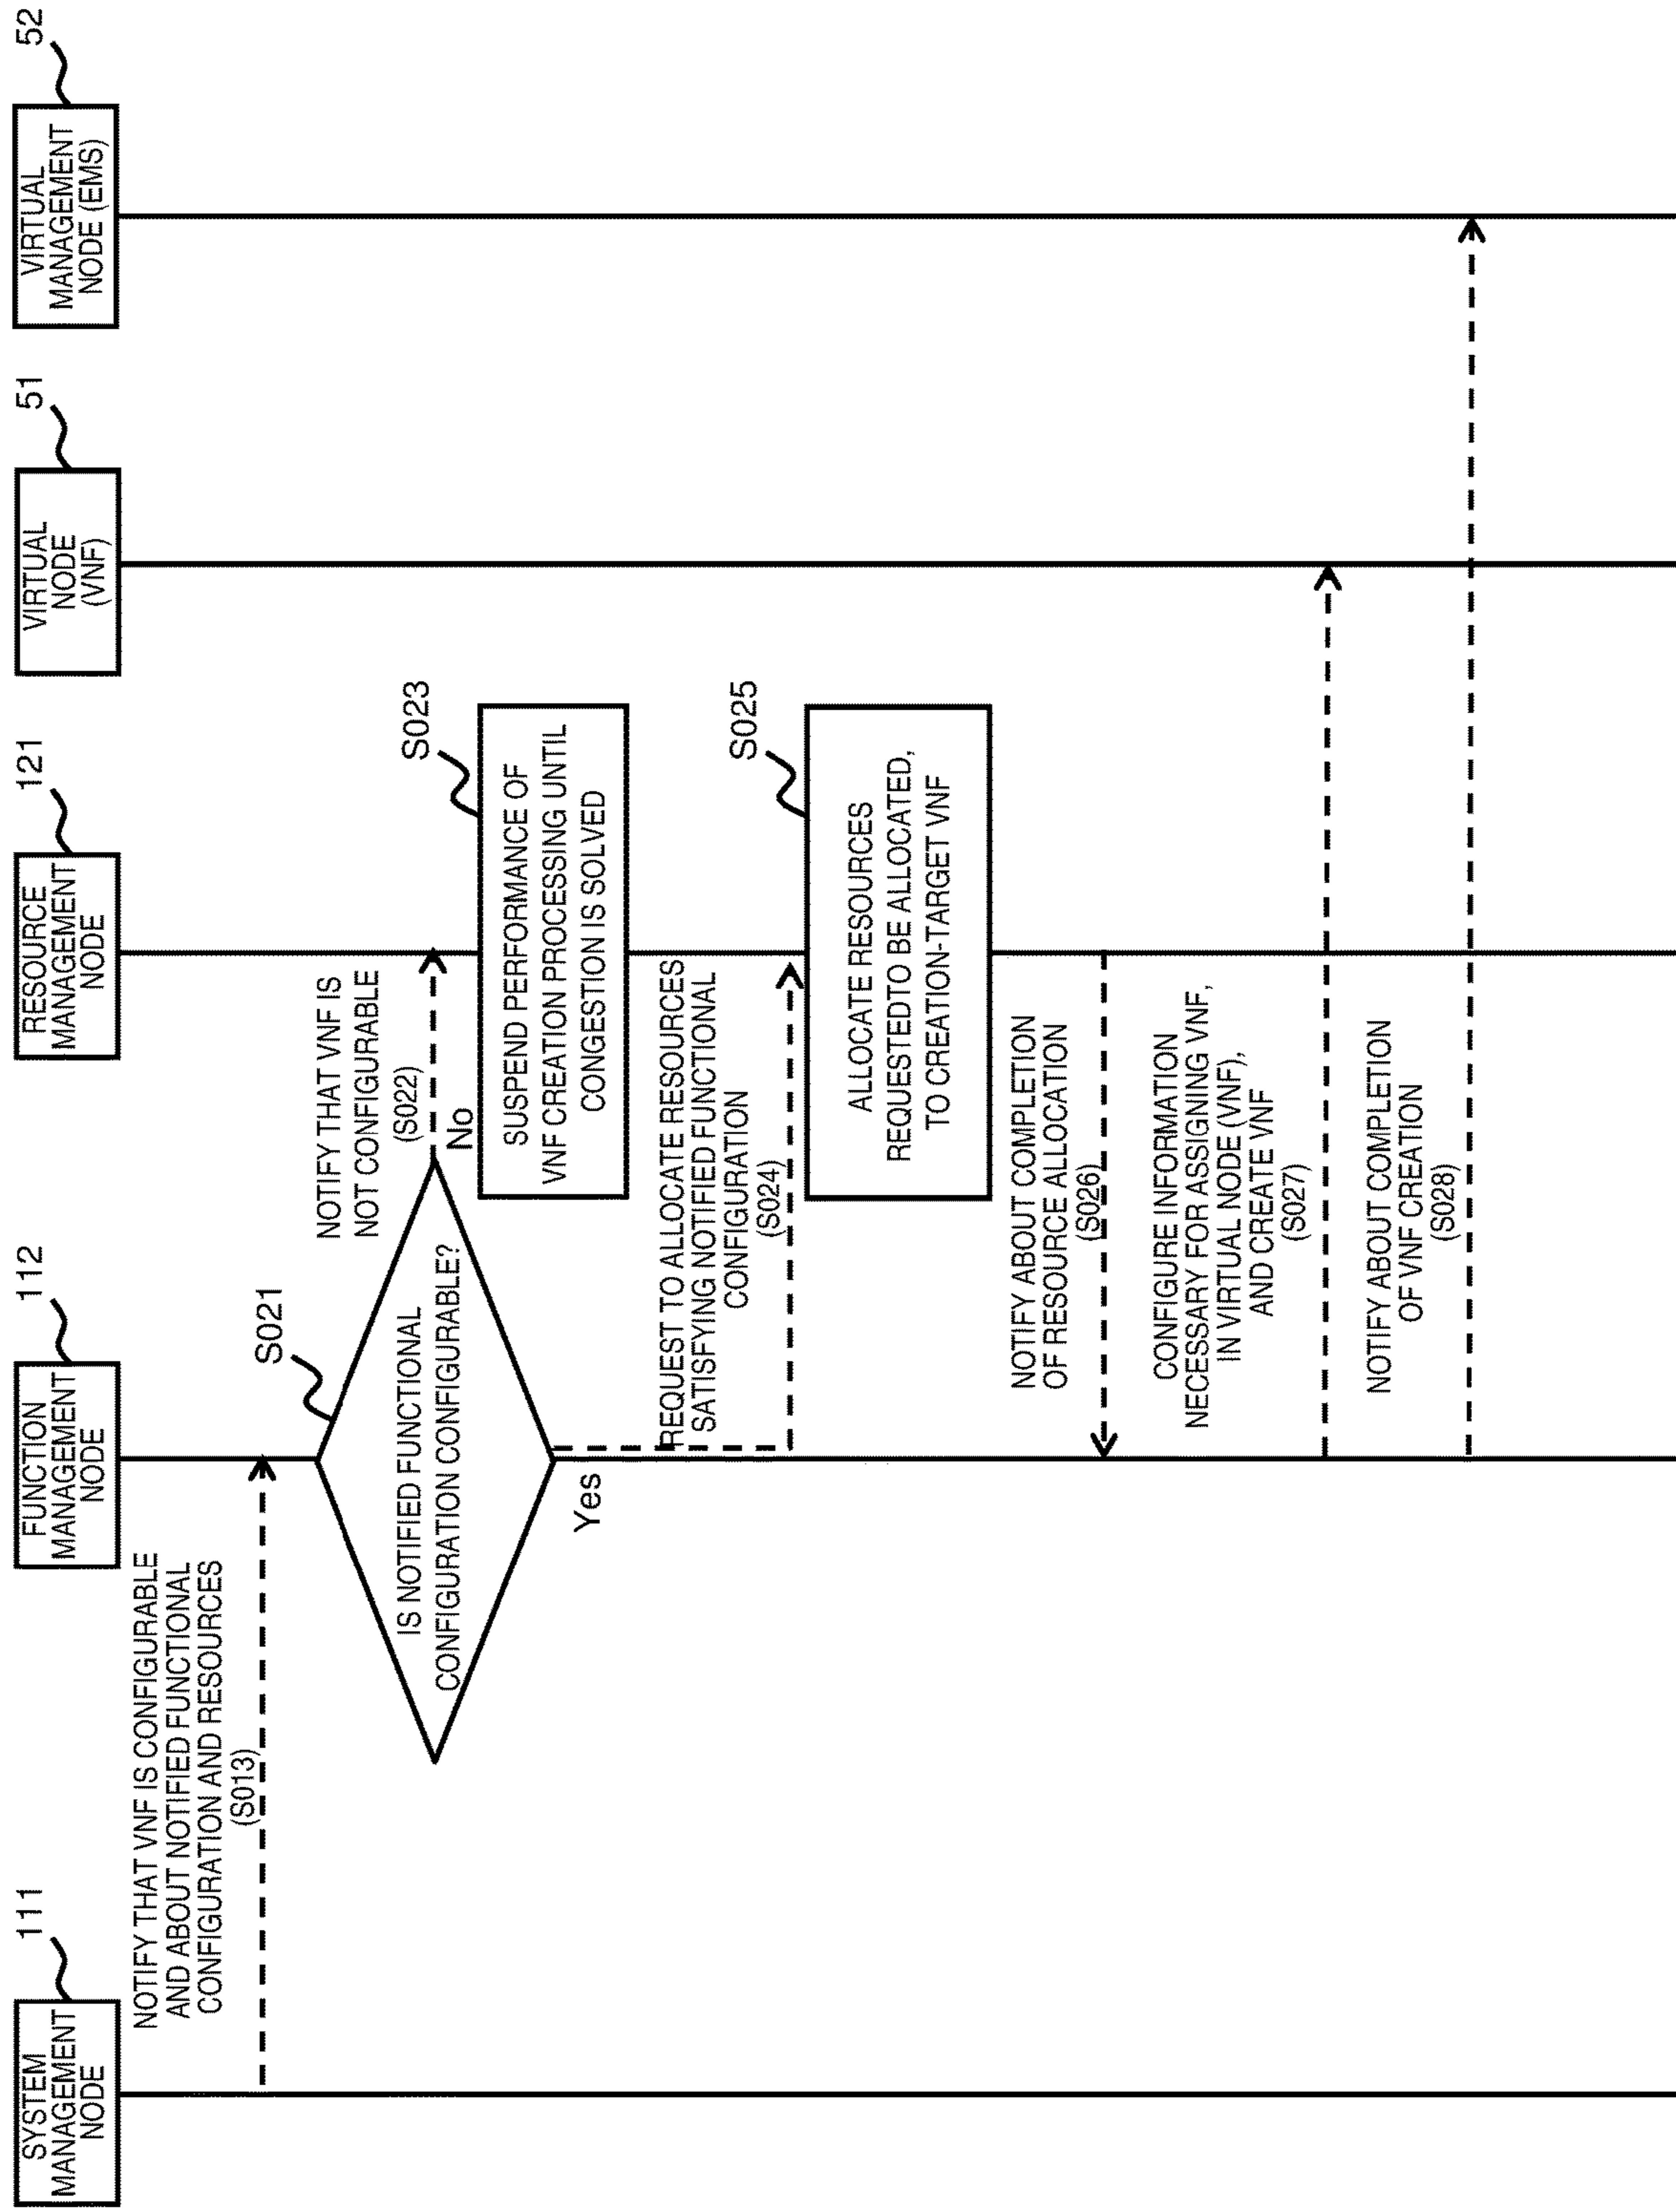 SYSTEM
MANAGEMENT
NODE
111
FUNCTION
MANAGEMENT
NODE
112
RESOURCE
MANAGEMENT
NODE
121
VIRTUAL
NODE
(VNF)
51
VIRTUAL
MANAGEMENT
NODE (EMS)
52
NOTIFY THAT VNF IS CONFIGURABLE
AND ABOUT NOTIFIED FUNCTIONAL
CONFIGURATION AND RESOURCES
(S013)
S021
IS NOTIFIED FUNCTIONAL
CONFIGURATION CONFIGURABLE?
NOTIFY THAT VNF IS
NOT CONFIGURABLE
(S022)
No
S023
SUSPEND PERFORMANCE OF
VNF CREATION PROCESSING UNTIL
CONGESTION IS SOLVED
Yes
REQUEST TO ALLOCATE RESOURCES
SATISFYING NOTIFIED FUNCTIONAL
CONFIGURATION
(S024)
S025
ALLOCATE RESOURCES
REQUESTEDTO BE ALLOCATED,
TO CREATION-TARGET VNF
NOTIFY ABOUT COMPLETION
OF RESOURCE ALLOCATION
(S026)
CONFIGURE INFORMATION
NECESSARY FOR ASSIGNING VNF,
IN VIRTUAL NODE (VNF),
AND CREATE VNF
(S027)
NOTIFY ABOUT COMPLETION
OF VNF CREATION
(S028)